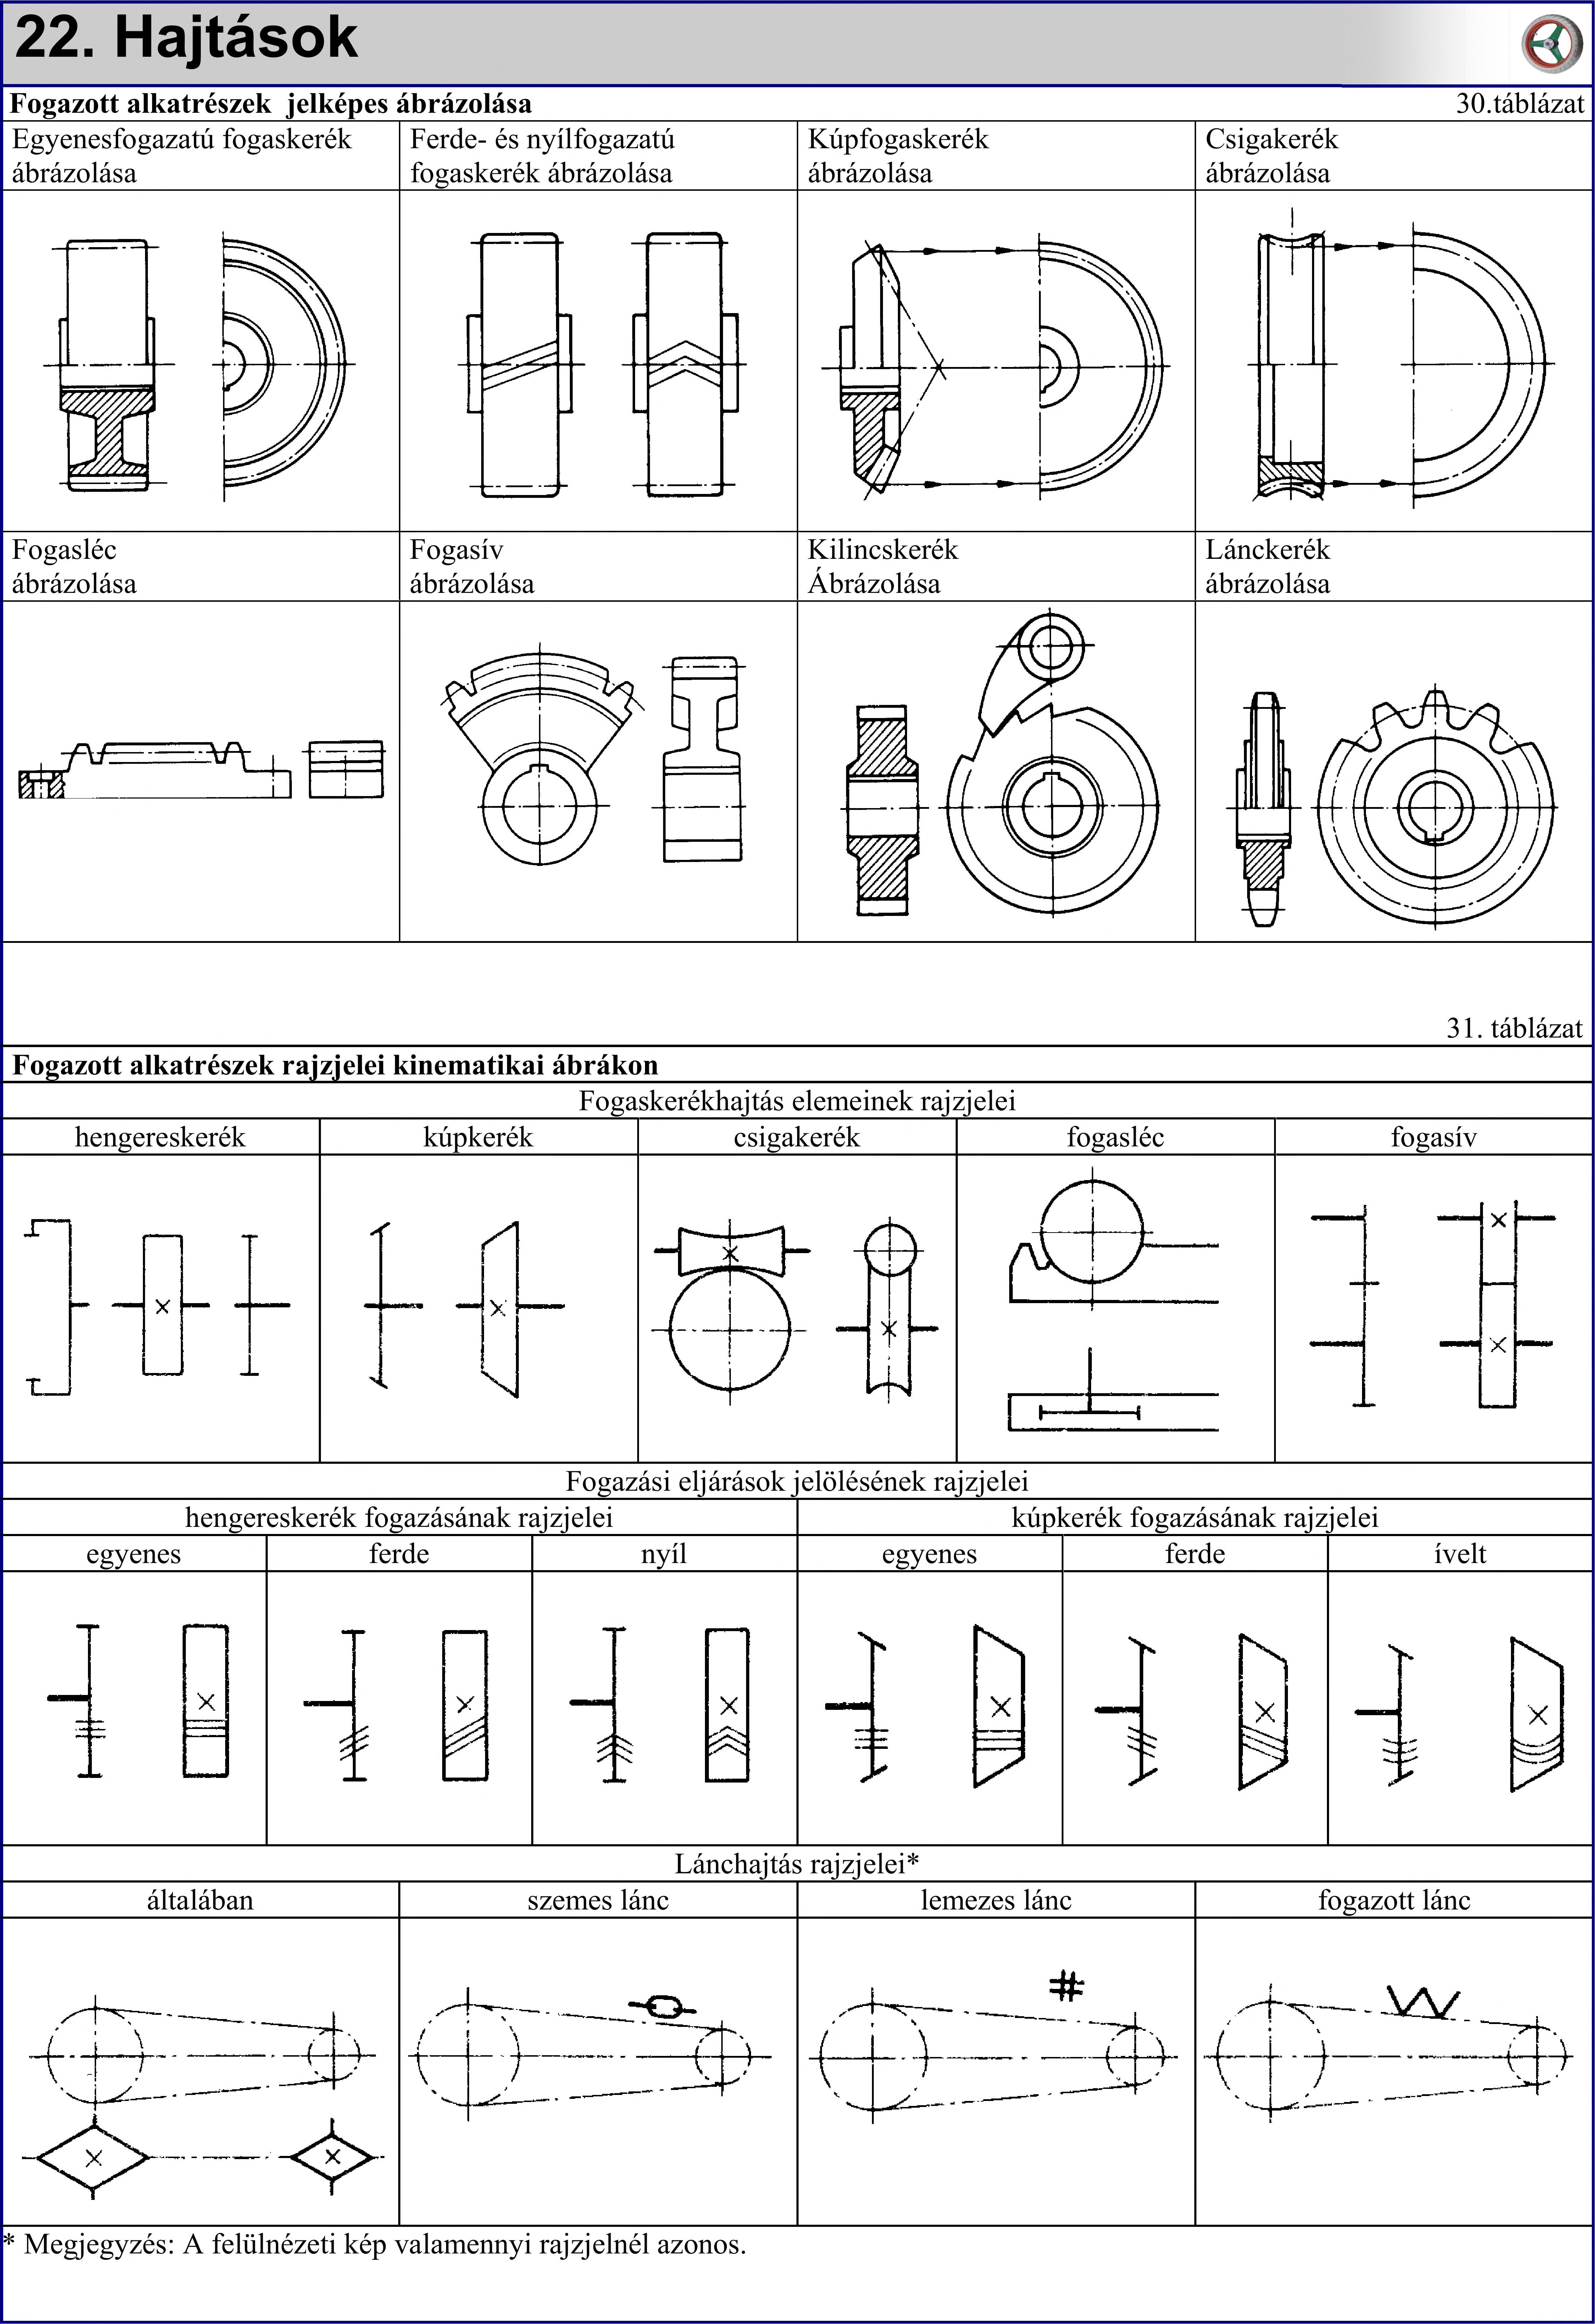 22. Hajtások
Fogazott alkatrészek jelképes ábrázolása
30.táblázat
Egyenesfogazatú fogaskerék
ábrázolása
Ferde- és nyílfogazatú
fogaskerék ábrázolása
Kúpfogaskerék
ábrázolása
Csigakerék
ábrázolása
Fogasléc
ábrázolása
Fogasív
ábrázolása
Kilincskerék
Ábrázolása
Lánckerék
ábrázolása
31. táblázat
Fogazott alkatrészek rajzjelei kinematikai ábrákon
Fogaskerékhajtás elemeinek rajzjelei
hengereskerék
kúpkerék
csigakerék
fogasléc
fogasív
Fogazási eljárások jelölésének rajzjelei
hengereskerék fogazásának rajzjelei
kúpkerék fogazásának rajzjelei
egyenes
ferde
nyíl
egyenes
ferde
ívelt
Lánchajtás rajzjelei*
általában
szemes lánc
lemezes lánc
fogazott lánc
* Megjegyzés: A felülnézeti kép valamennyi rajzjelnél azonos.